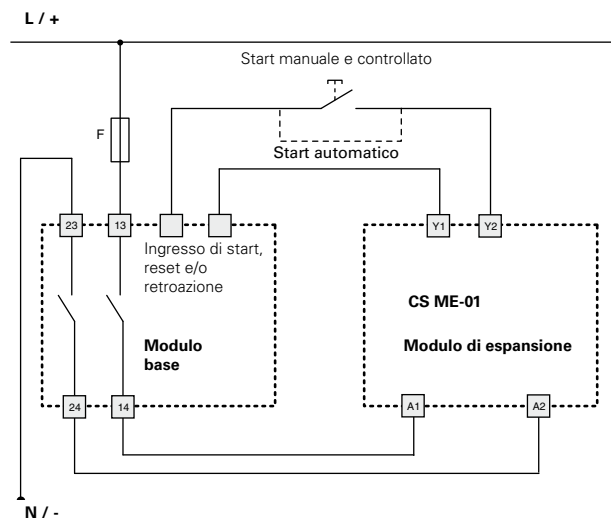 L / +
Start manuale e controllato
F
Start automatico
23
13
Y1
Y2
Ingresso di start,
reset e/o
retroazione
CS ME-01
Modulo
base
Modulo di espansione
24
14
A1
A2
N / -